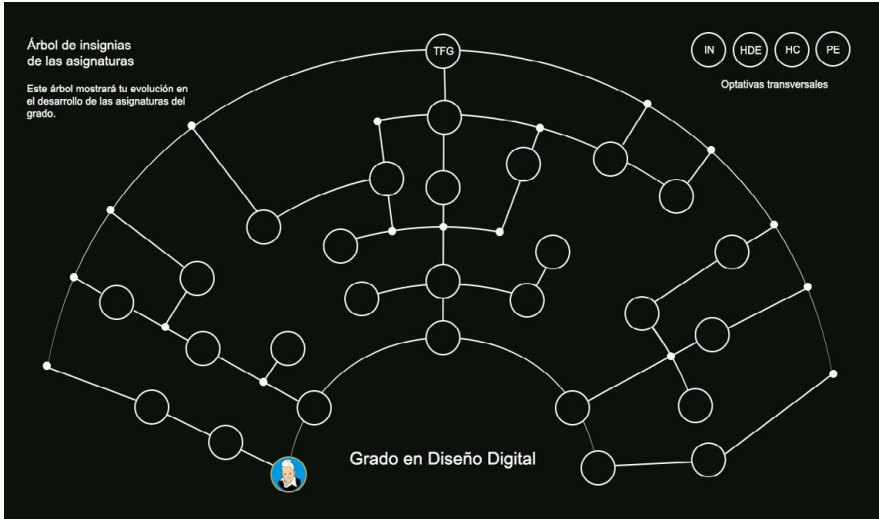 Árbol de insignias
de las asignaturas
Este árbol mostrará tu evolución en
el desarrollo de las asignaturas del
grado.
TFG
IN HDE HC PE
Optativas transversales
Grado en Diseño Digital